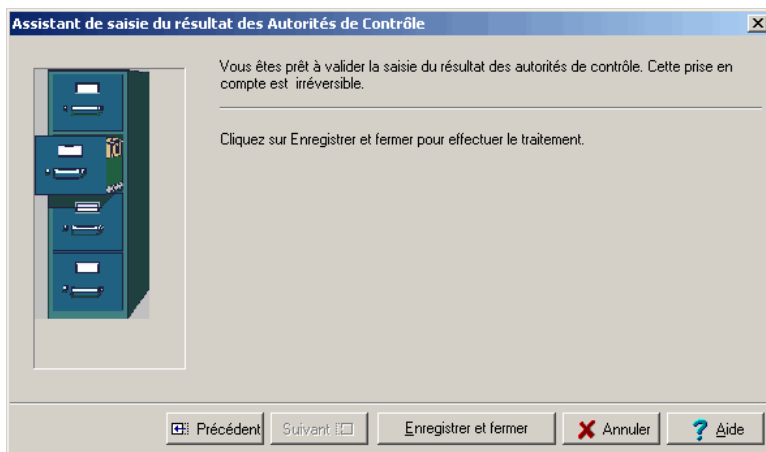 Assistant de saisie du résultat des Autorités de Contrôle
Vous êtes prêt à valider la saisie du résultat des autorités de contrôle. Cette prise en
compte est irréversible.
Cliquez sur Enregistrer et fermer pour effectuer le traitement.
Précédent
Suivant
Enregistrer et fermer
Annuler
Aide